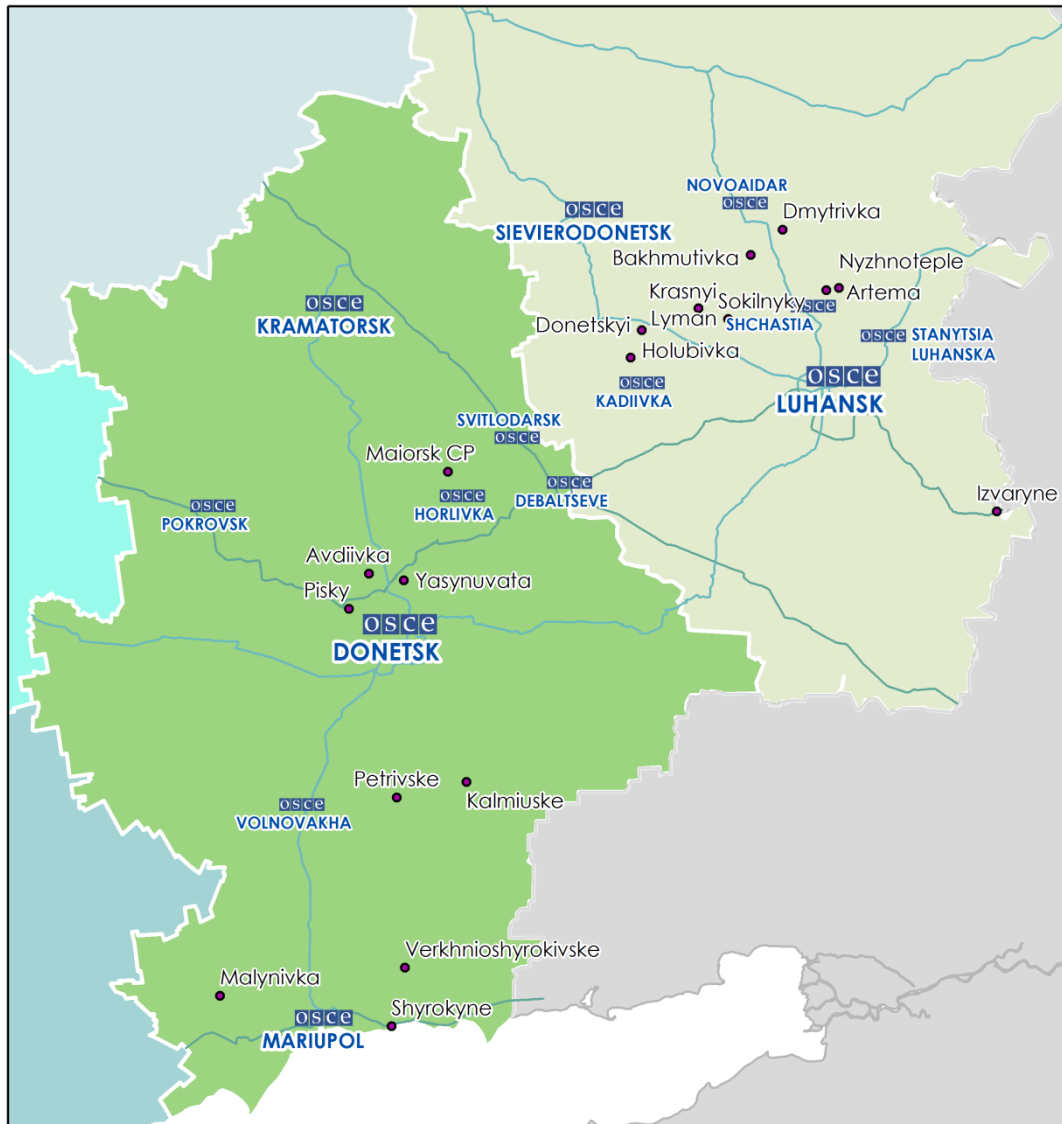 NOVOAIDAR
osce
Dmytrivka
osce
SIEVIERODONETSK
Bakhmutivka
Nyzhnoteple
Artema
Krasnyi
Lyman
Sokilnyky
osce
SHCHASTIA
osce
KRAMATORSK
Donetskyi
Holubivka
osce
STANYTSIA
LUHANSKA
osce
LUHANSK
osce
KADIIVKA
SVITLODARSK
osce
Maiorsk CP
osce
HORLIVKA
osce
DEBALTSEVE
osce
POKROVSK
Izvaryne
Avdiivka
Yasynuvata
Pisky
osce
DONETSK
Petrivske
Kalmiuske
osce
VOLNOVAKHA
Verkhnioshyrokivske
Malynivka
Shyrokyne
osce
MARIUPOL